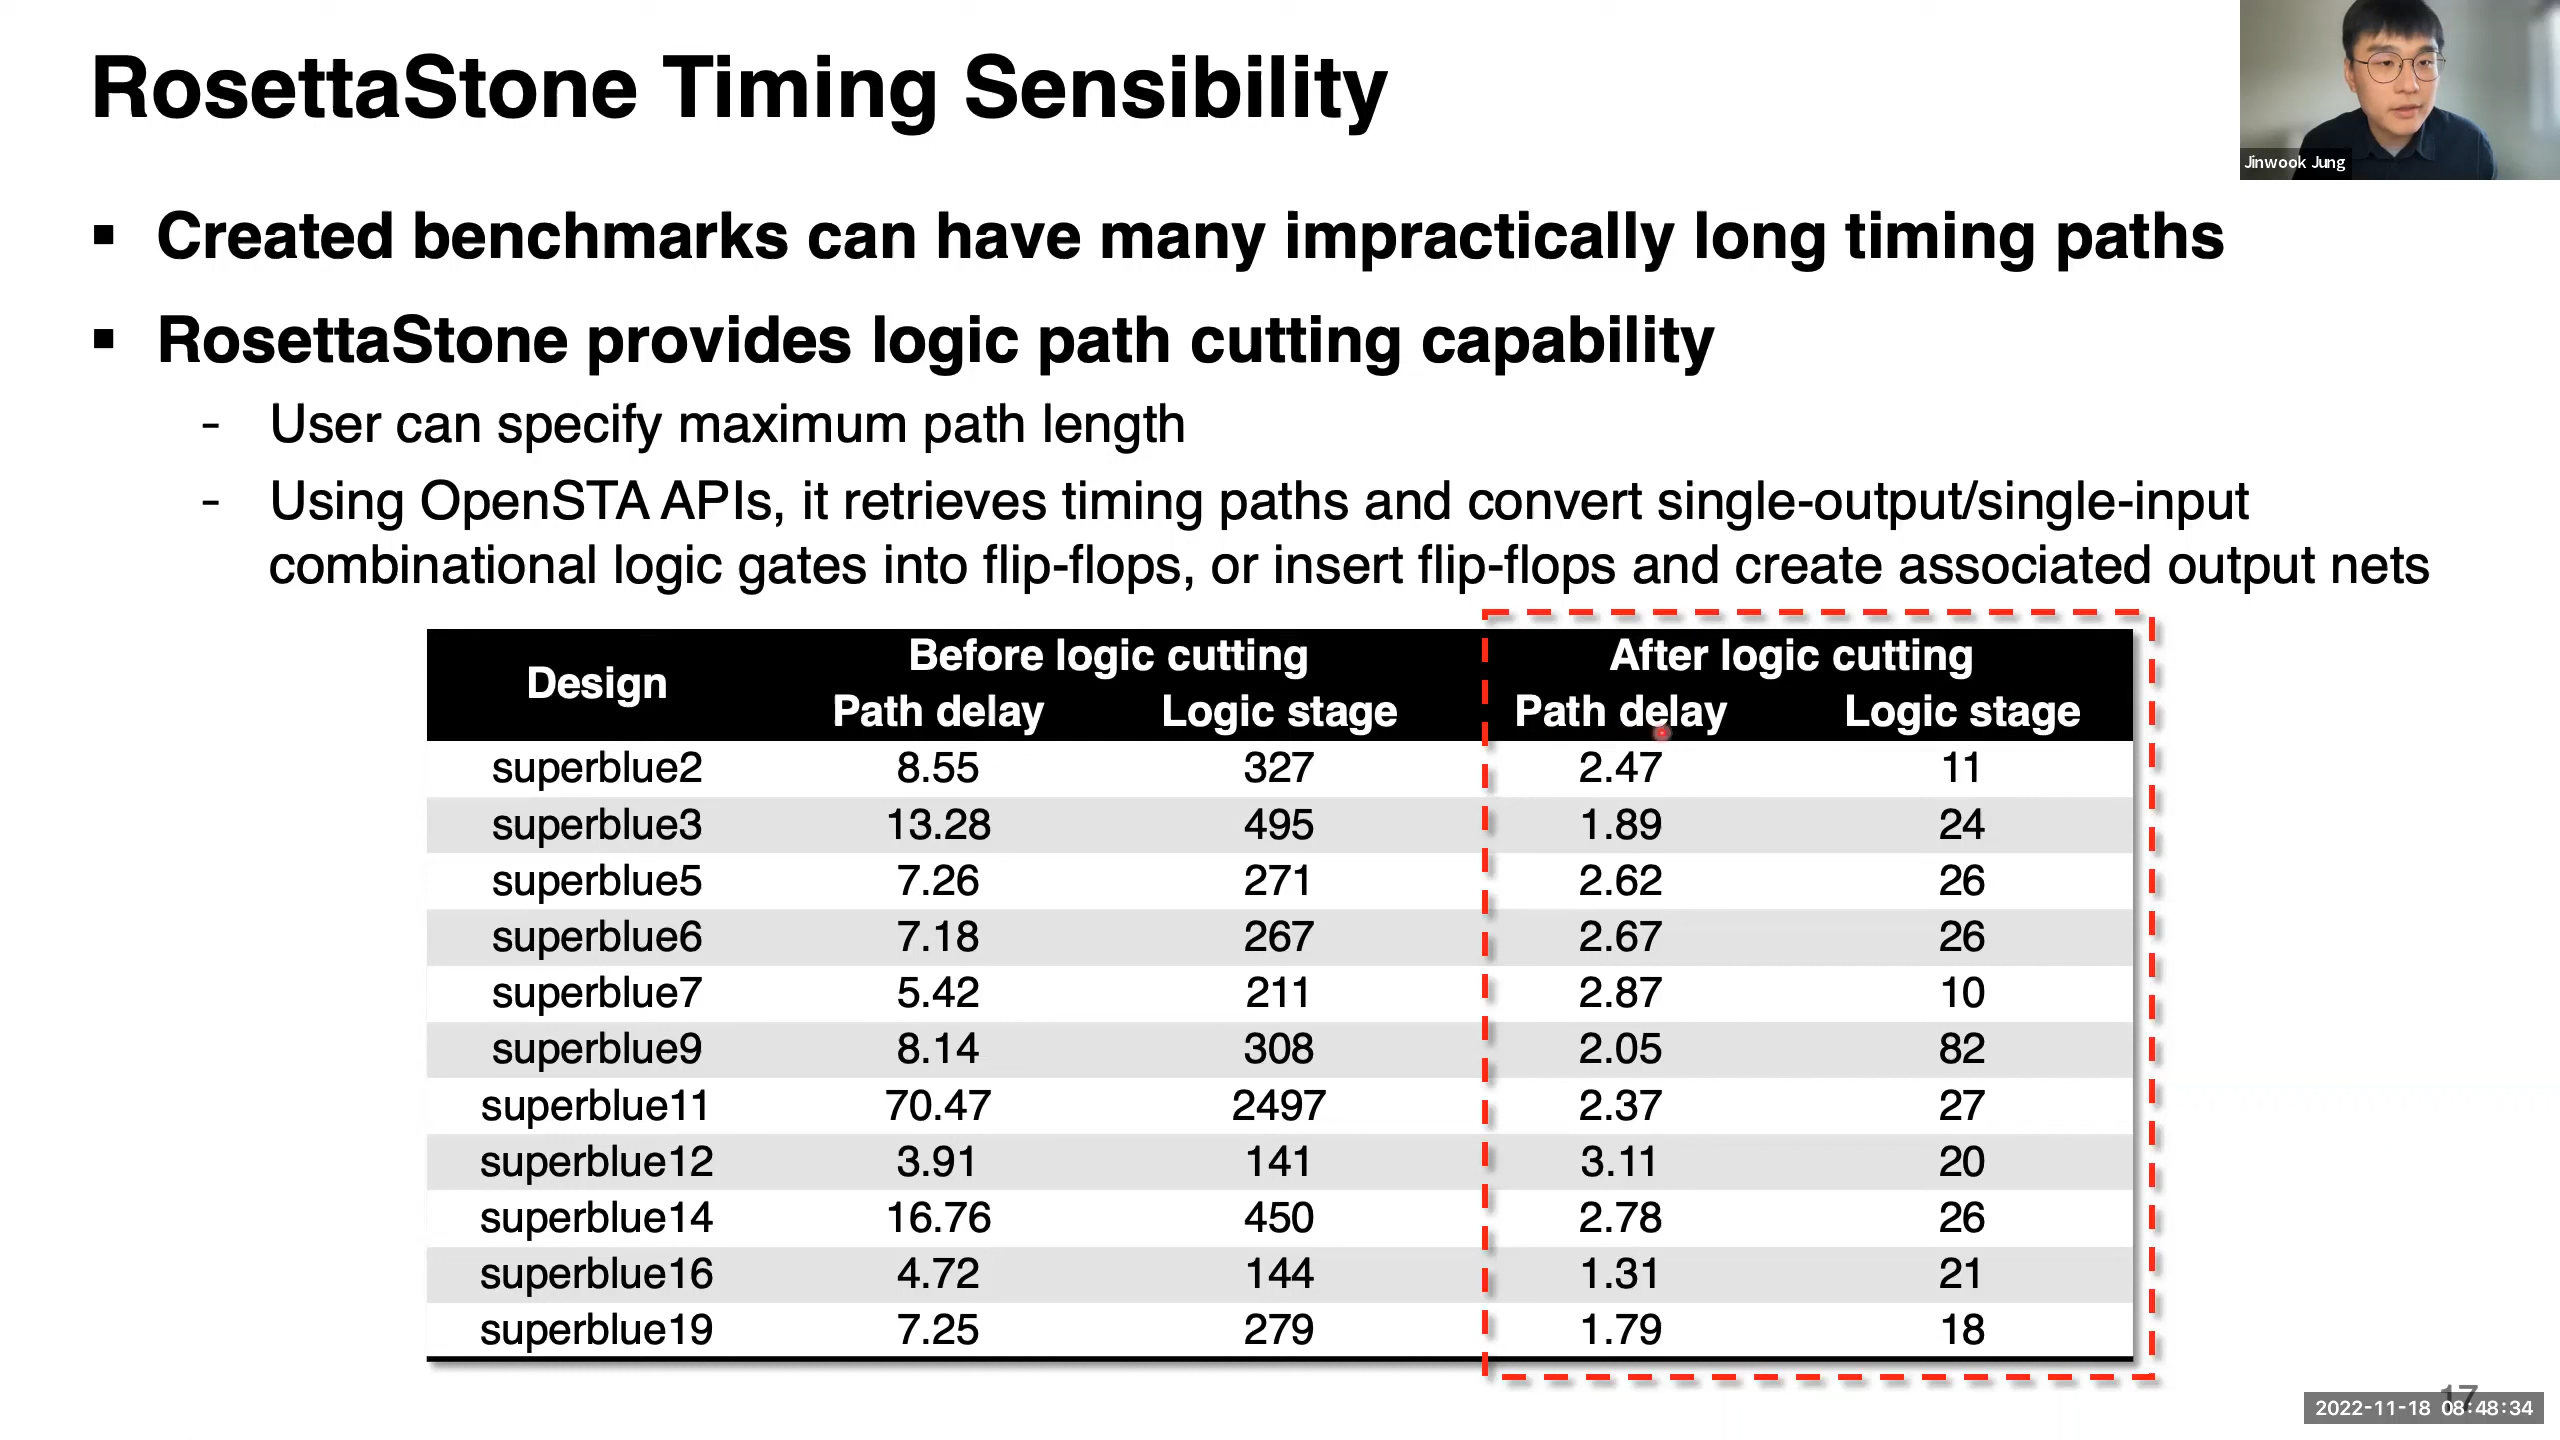 RosettaStone Timing Sensibility
Jinwook Jung
▪ Created benchmarks can have many impractically long timing paths
▪ RosettaStone provides logic path cutting capability
- User can specify maximum path length
- Using OpenSTA APIs, it retrieves timing paths and convert single-output/single-input
combinational logic gates into flip-flops, or insert flip-flops and create associated output nets
Design Before logic cutting After logic cutting
Path delay Logic stage Path delay Logic stage
superblue2 8.55 327 2.47 11
superblue3 13.28 495 1.89 24
superblue5 7.26 271 2.62 26
superblue6 7.18 267 2.67 26
superblue7 5.42 211 2.87 10
superblue9 8.14 308 2.05 82
superblue11 70.47 2497 2.37 27
superblue12 3.91 141 3.11 20
superblue14 16.76 450 2.78 26
superblue16 4.72 144 1.31 21
superblue19 7.25 279 1.79 18
17
2022-11-18 08:48:34